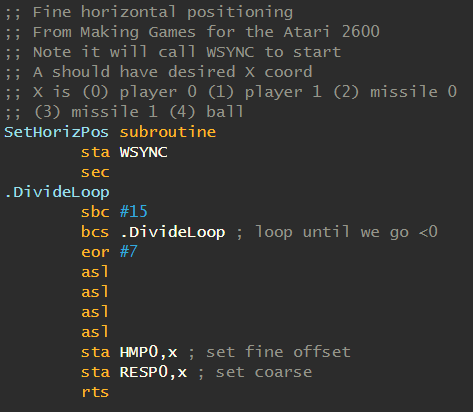 ;; Fine horizontal positioning
;; From Making Games for the Atari 2600
;; Note it will call WSYNC to start
;; A should have desired X coord
;; X is (0) player 0 (1) player 1 (2) missile 0
;; (3) missile 1 (4) ball
SetHorizPos subroutine
        sta WSYNC
        sec
.DivideLoop
        sbc #15
        bcs .DivideLoop ; loop until we go <0
        eor #7
        asl
        asl
        asl
        asl
        sta HMP0,x ; set fine offset
        sta RESP0,x ; set coarse
        rts